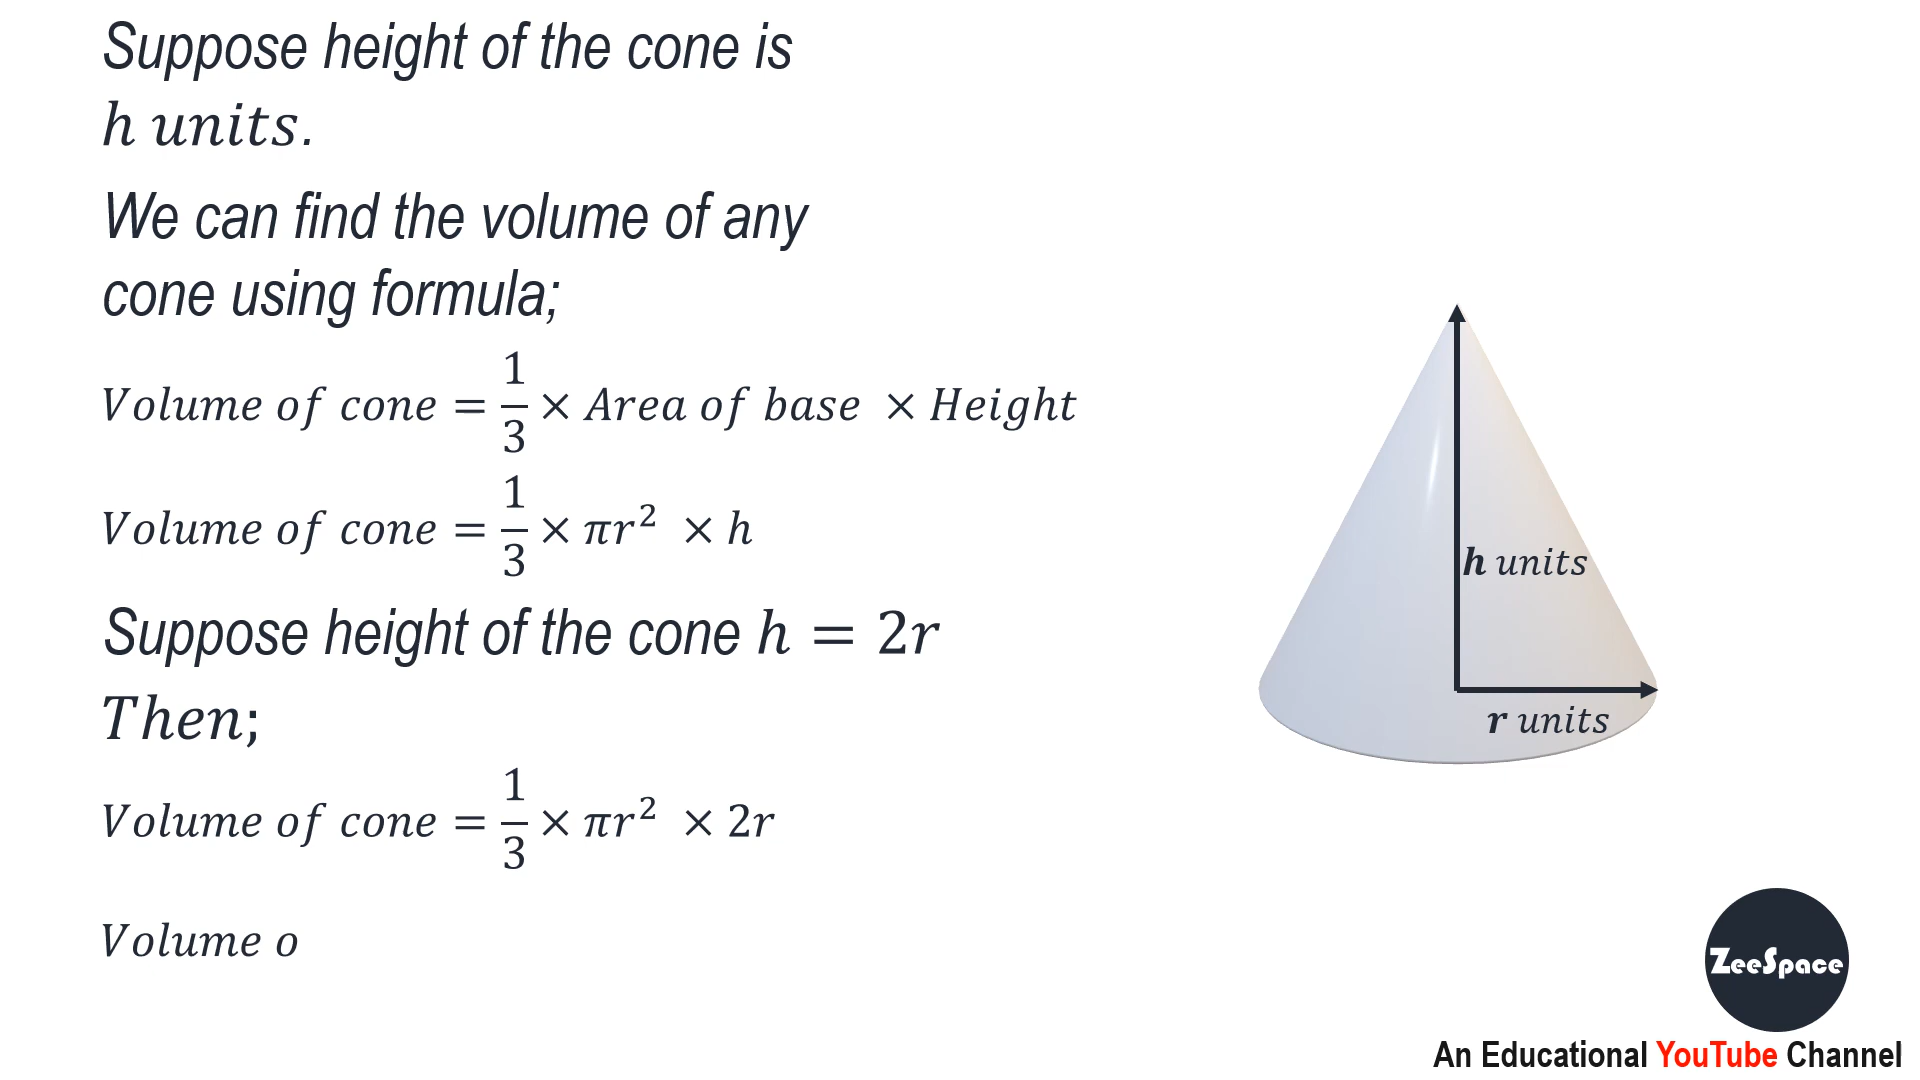 Suppose height of the cone is
h units.
We can find the volume of any
cone using formula;
Volume of cone = 1/3 × Area of base × Height
Volume of cone = 1/3 × πr² × h
Suppose height of the cone h = 2r
Then;
Volume of cone = 1/3 × πr² × 2r
Volume o
h units
r units
ZeeSpace
An Educational YouTube Channel